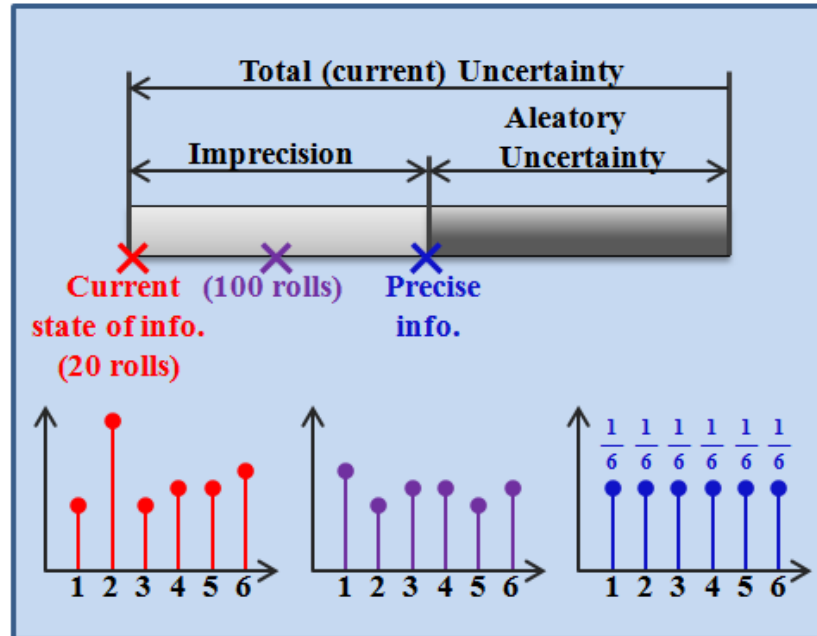 Total (current) Uncertainty
Aleatory
Imprecision
Uncertainty
Current
state of info.
(20 rolls)
(100 rolls)
Precise
info.
1 2 3 4 5 6
1 2 3 4 5 6
1/6 1/6 1/6 1/6 1/6 1/6
1 2 3 4 5 6